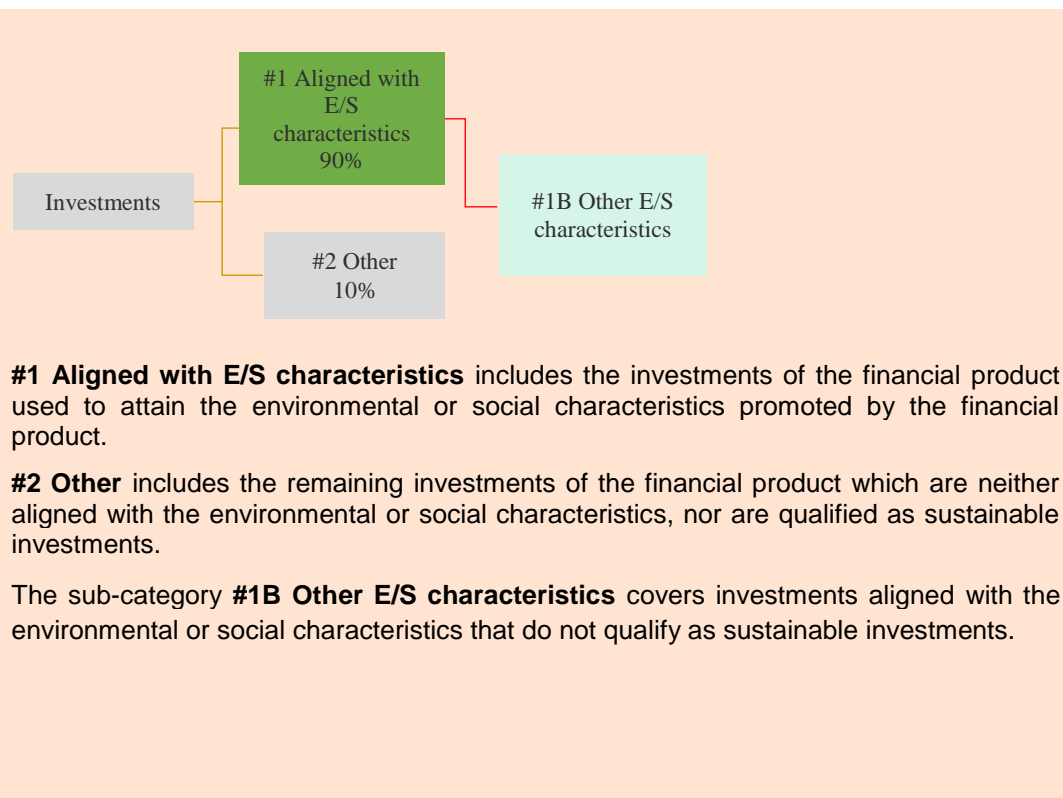 #1 Aligned with
E/S
characteristics
90%
Investments
#1B Other E/S
characteristics
#2 Other
10%
#1 Aligned with E/S characteristics includes the investments of the financial product
used to attain the environmental or social characteristics promoted by the financial
product.
#2 Other includes the remaining investments of the financial product which are neither
aligned with the environmental or social characteristics, nor are qualified as sustainable
investments.
The sub-category #1B Other E/S characteristics covers investments aligned with the
environmental or social characteristics that do not qualify as sustainable investments.